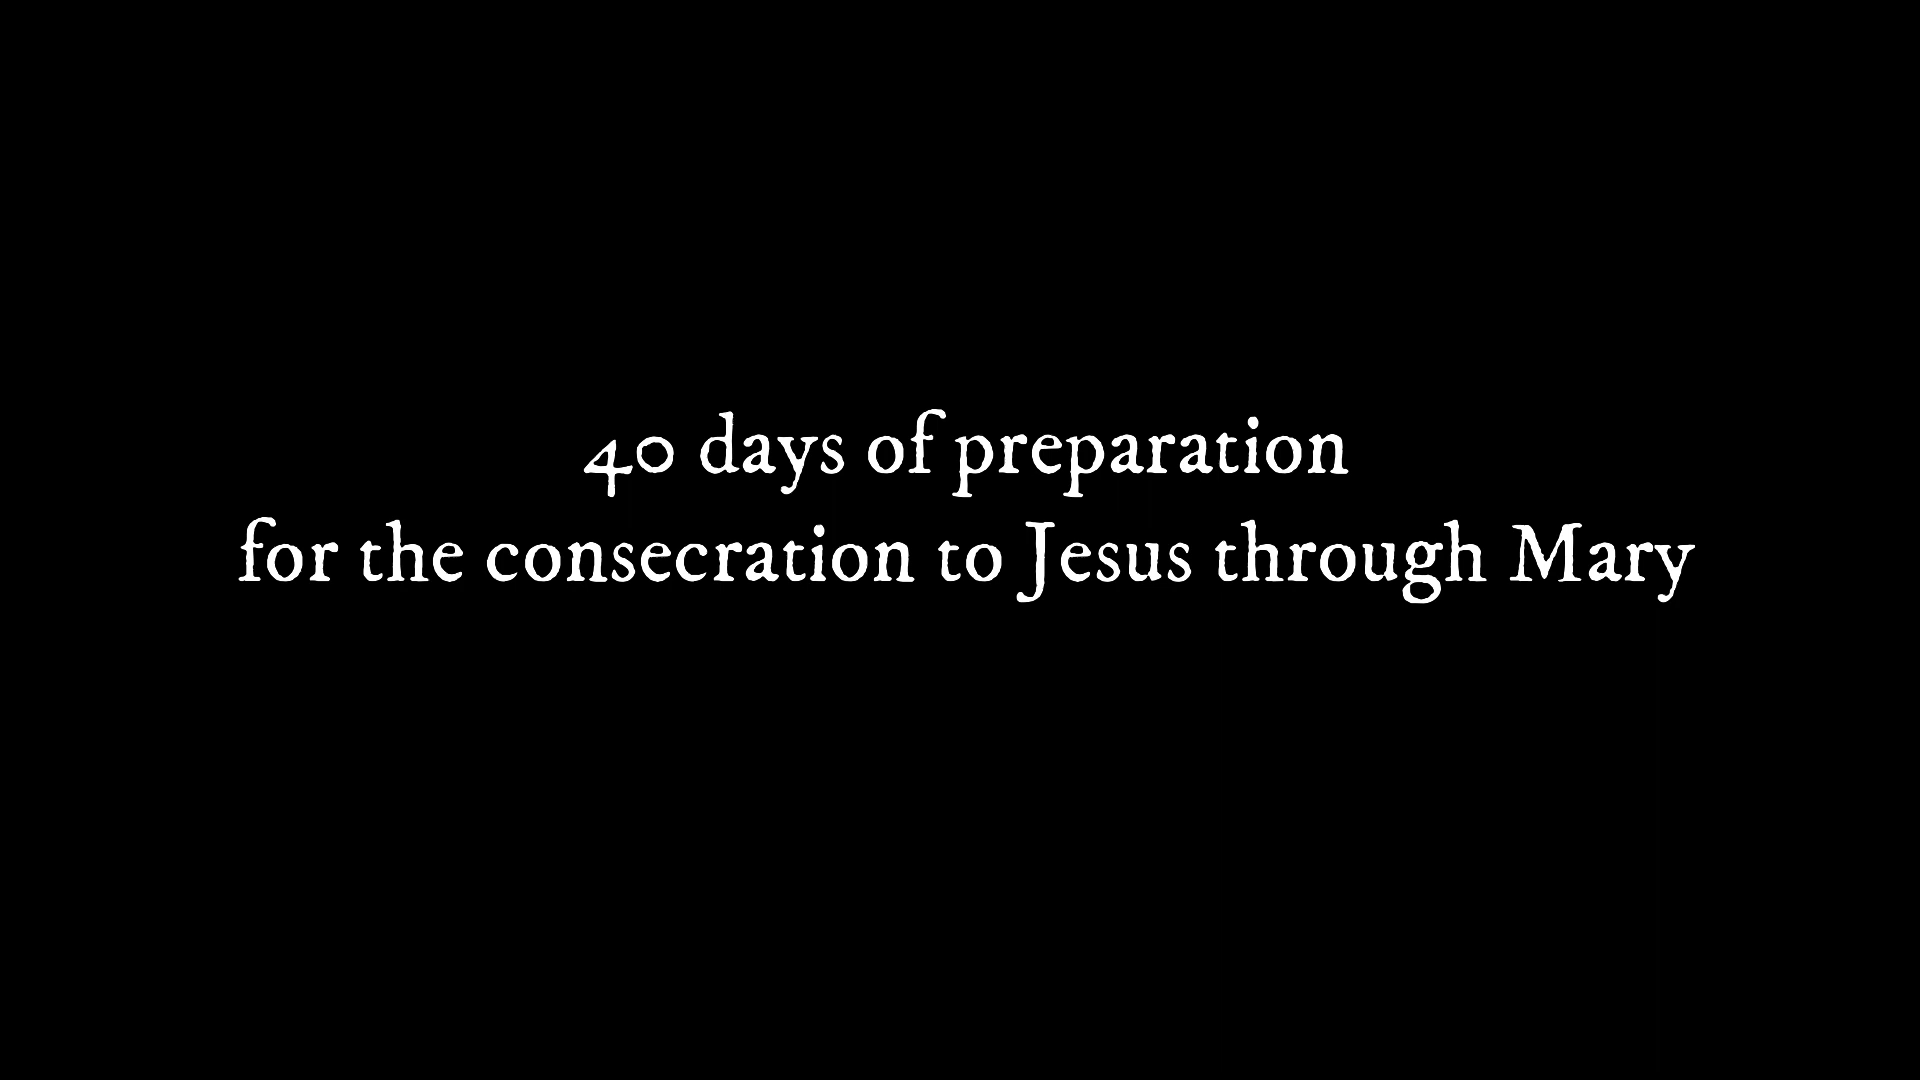 40 days of preparation
for the consecration to Jesus through Mary